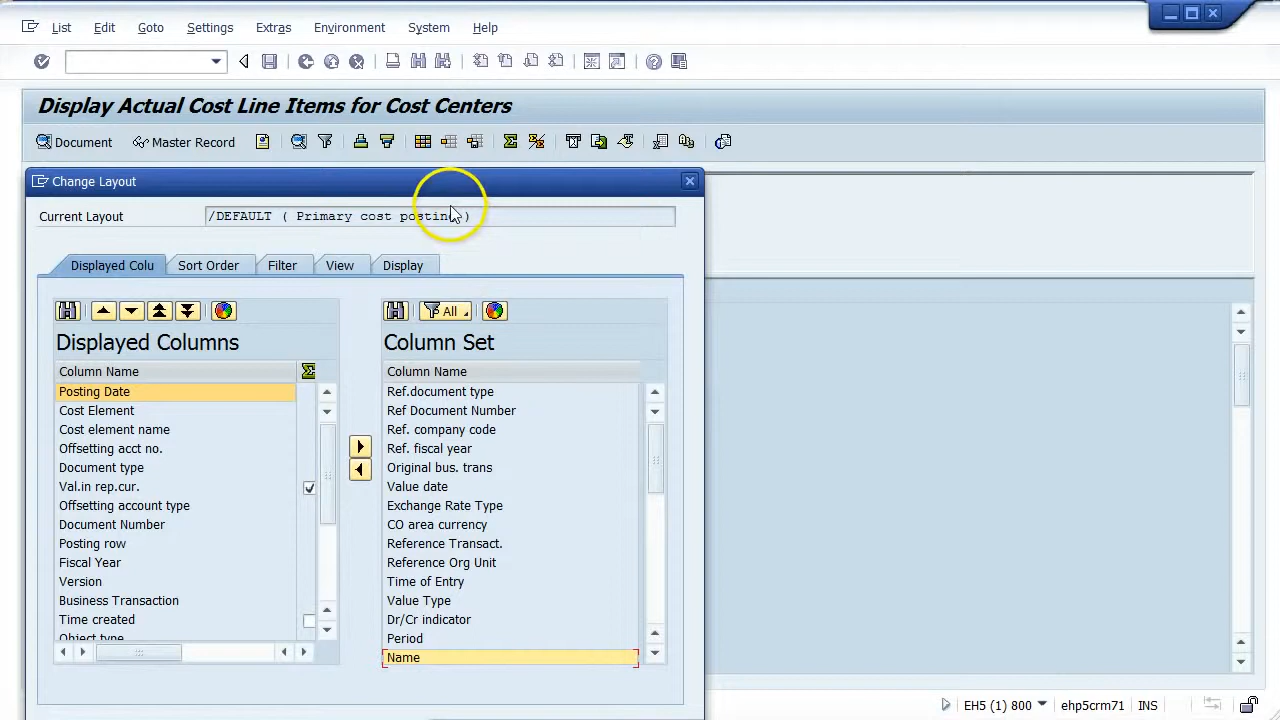 List Edit Goto Settings Extras Environment System Help
Display Actual Cost Line Items for Cost Centers
Document Master Record
Change Layout
Current Layout /DEFAULT ( Primary cost posting )
Displayed Colu Sort Order Filter View Display
All
Displayed Columns Column Set
Column Name Column Name
Posting Date Ref.document type
Cost Element Ref Document Number
Cost element name Ref. company code
Offsetting acct no. Ref. fiscal year
Document type Original bus. trans
Val.in rep.cur. Value date
Offsetting account type Exchange Rate Type
Document Number CO area currency
Posting row Reference Transact.
Fiscal Year Reference Org Unit
Version Time of Entry
Business Transaction Value Type
Time created Dr/Cr indicator
Object type Period
Name
EH5 (1) 800 ehp5crm71 INS